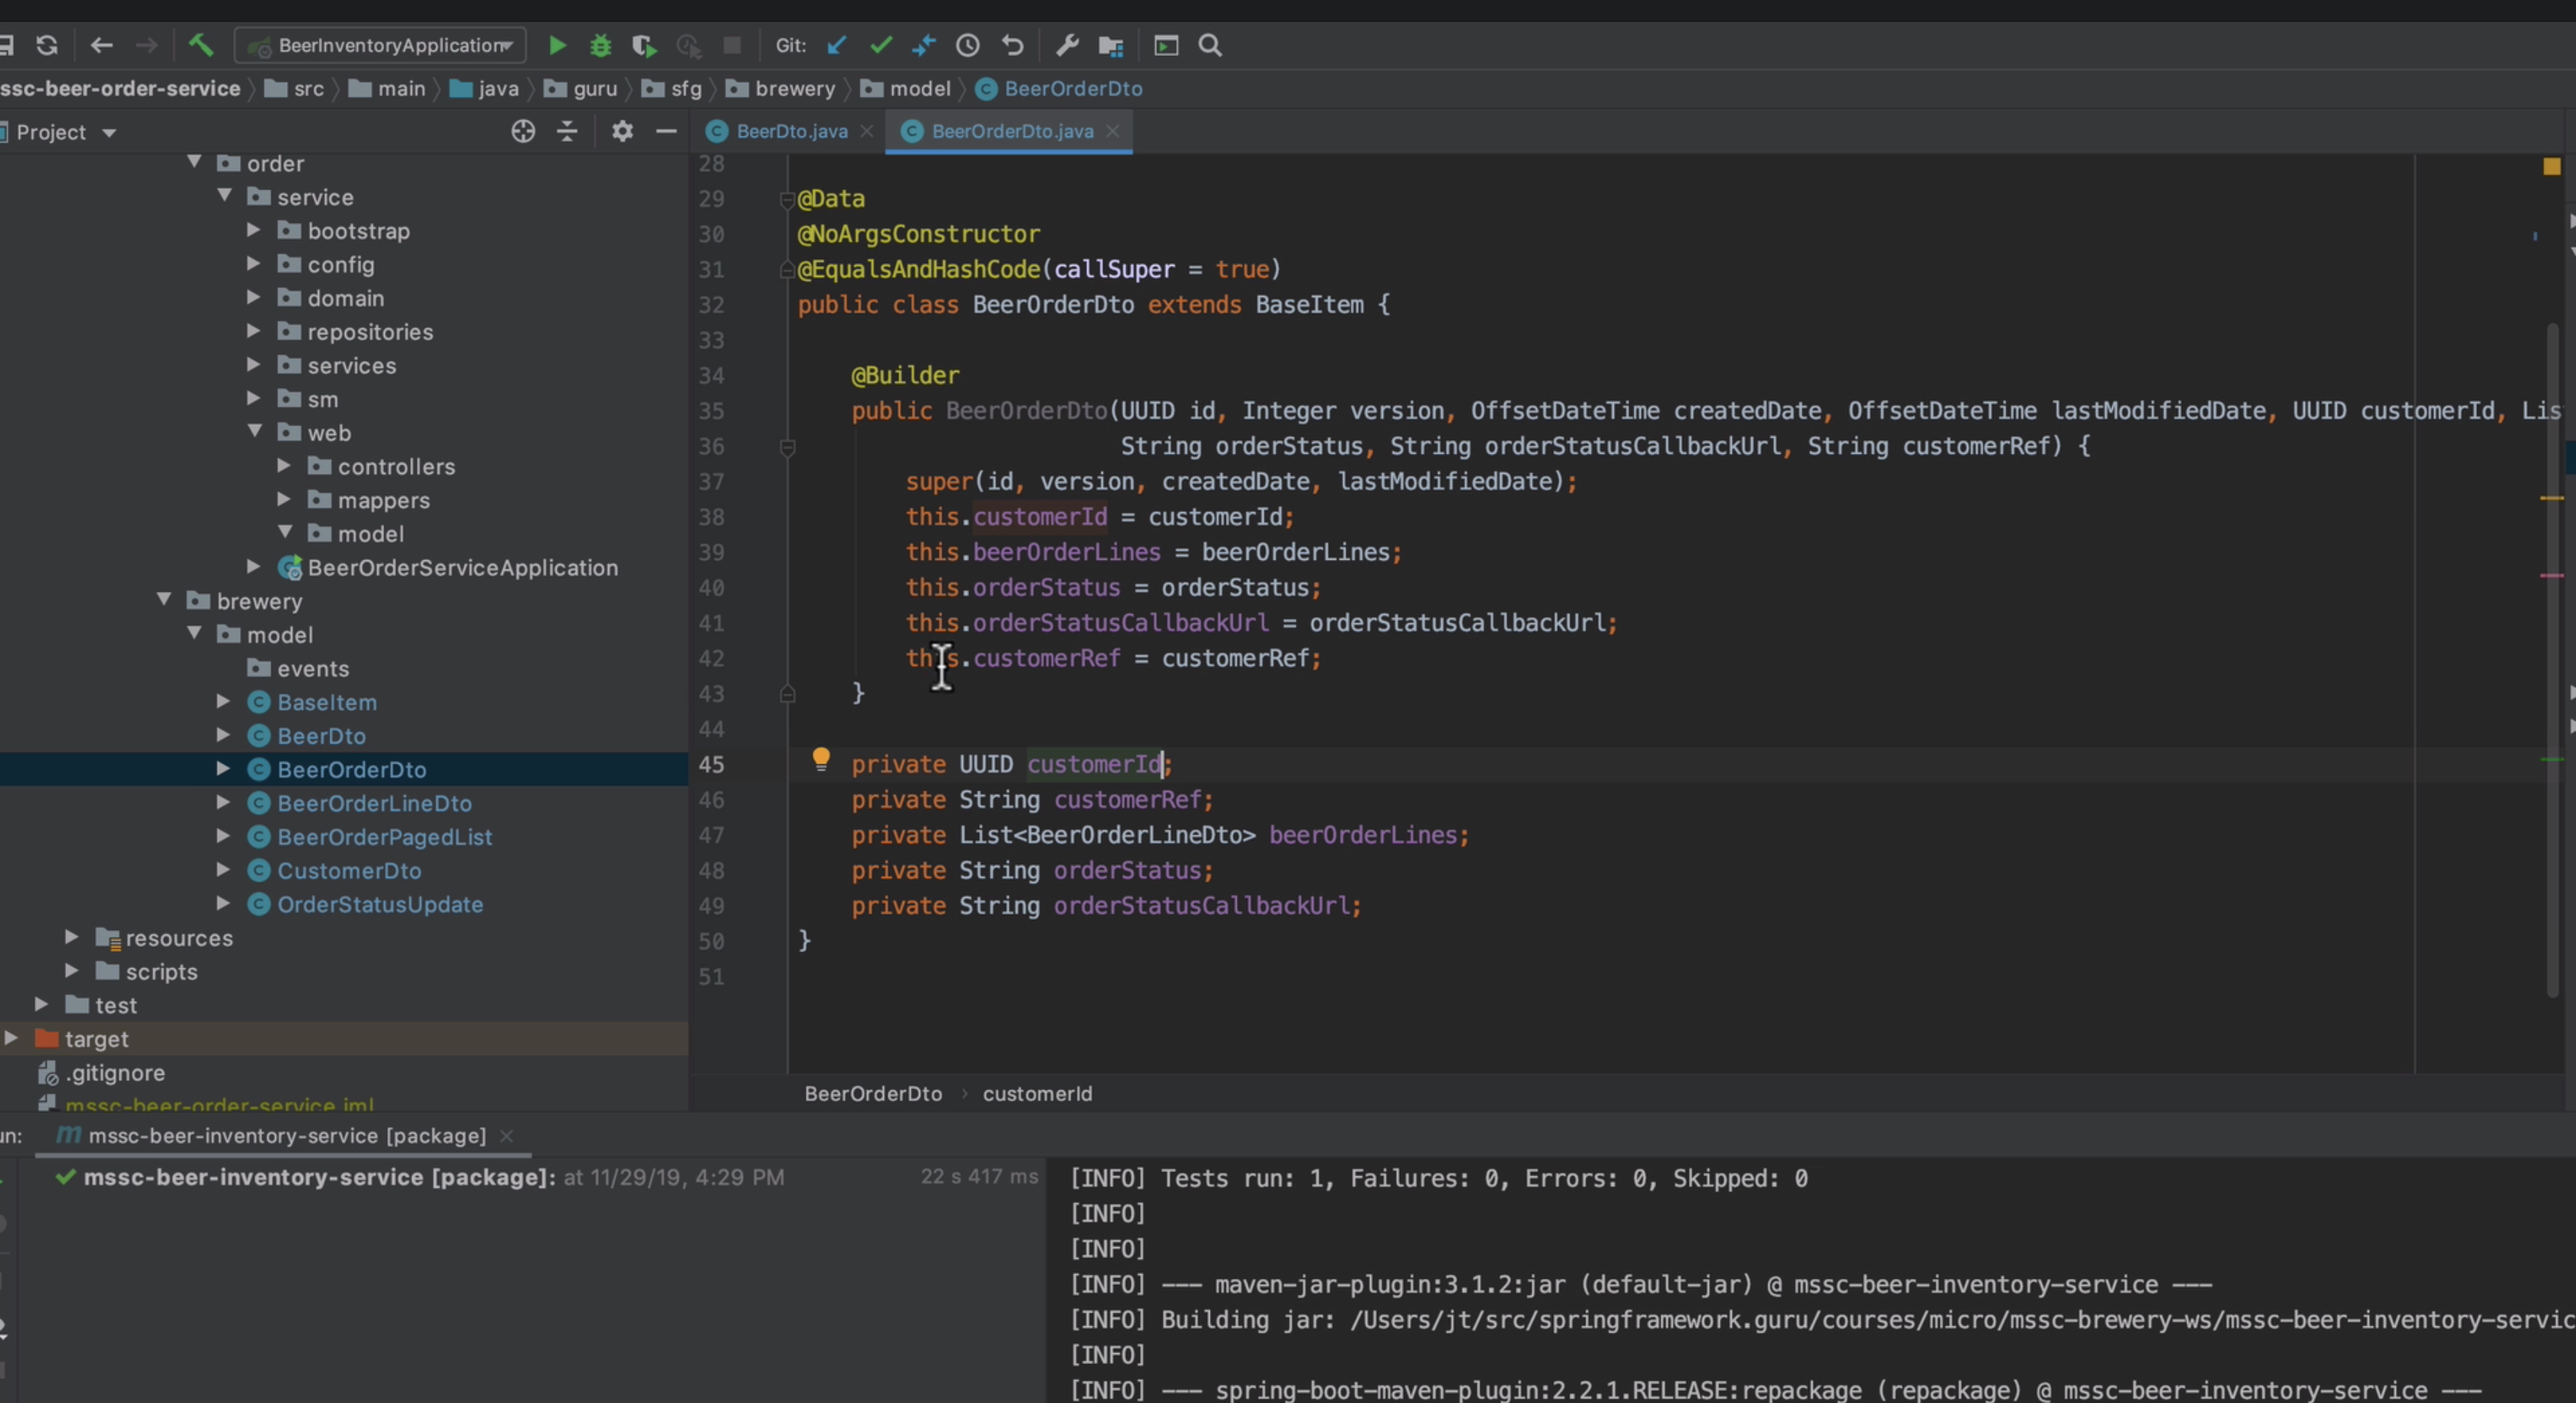 BeerInventoryApplication Git:
ssc-beer-order-service src main java guru sfg brewery model BeerOrderDto
Project
BeerDto.java BeerOrderDto.java
order
service
bootstrap
config
domain
repositories
services
sm
web
controllers
mappers
model
BeerOrderServiceApplication
brewery
model
events
BaseItem
BeerDto
BeerOrderDto
BeerOrderLineDto
BeerOrderPagedList
CustomerDto
OrderStatusUpdate
resources
scripts
test
target
.gitignore
mssc-beer-order-service.iml
28
29 @Data
30 @NoArgsConstructor
31 @EqualsAndHashCode(callSuper = true)
32 public class BeerOrderDto extends BaseItem {
33
34 @Builder
35 public BeerOrderDto(UUID id, Integer version, OffsetDateTime createdDate, OffsetDateTime lastModifiedDate, UUID customerId, Lis
36 String orderStatus, String orderStatusCallbackUrl, String customerRef) {
37 super(id, version, createdDate, lastModifiedDate);
38 this.customerId = customerId;
39 this.beerOrderLines = beerOrderLines;
40 this.orderStatus = orderStatus;
41 this.orderStatusCallbackUrl = orderStatusCallbackUrl;
42 this.customerRef = customerRef;
43 }
44
45 private UUID customerId;
46 private String customerRef;
47 private List<BeerOrderLineDto> beerOrderLines;
48 private String orderStatus;
49 private String orderStatusCallbackUrl;
50 }
51
BeerOrderDto › customerId
un: mssc-beer-inventory-service [package]
mssc-beer-inventory-service [package]: at 11/29/19, 4:29 PM 22 s 417 ms
[INFO] Tests run: 1, Failures: 0, Errors: 0, Skipped: 0
[INFO]
[INFO]
[INFO] --- maven-jar-plugin:3.1.2:jar (default-jar) @ mssc-beer-inventory-service ---
[INFO] Building jar: /Users/jt/src/springframework.guru/courses/micro/mssc-brewery-ws/mssc-beer-inventory-servic
[INFO]
[INFO] --- spring-boot-maven-plugin:2.2.1.RELEASE:repackage (repackage) @ mssc-beer-inventory-service ---